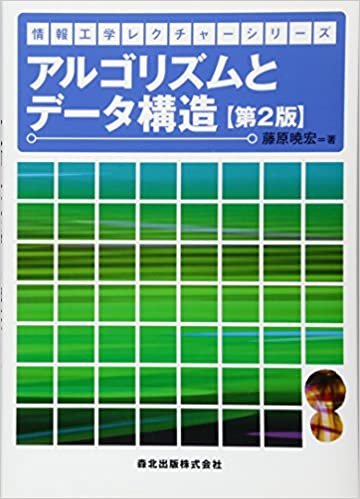 情報工学レクチャーシリーズ
アルゴリズムと
データ構造【第2版】
藤原暁宏=著
森北出版株式会社